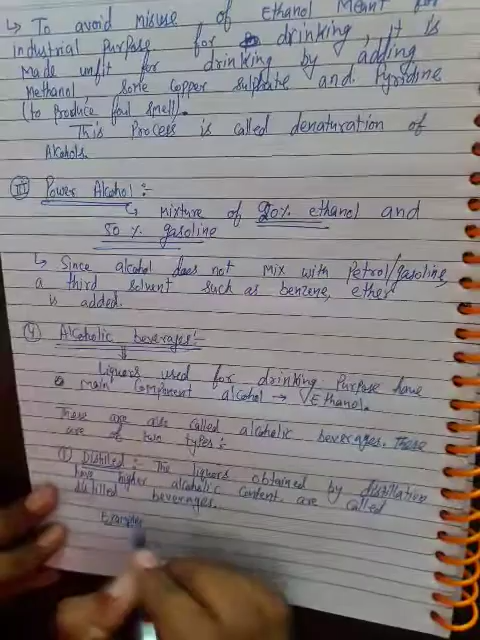 ↳ To avoid misuse of Ethanol Meant for
industrial Purpose for drinking, it is
Made unfit for drinking by adding
methanol, some Copper sulphate and Pyridine
(to Produce foul smell).
This Process is called denaturation of
Alcohols.
III Power Alcohol :-
↳ mixture of 20% ethanol and
80 % gasoline
↳ Since alcohol does not mix with Petrol/gasoline,
a third solvent such as benzene, ether
is added.
4 Alcoholic beverages :-
Liquors used for drinking Purpose have
main Component alcohol → Ethanol.
These are also called alcoholic beverages. These
are of two types :-
① Distilled :- The liquors obtained by distillation
have higher alcoholic content are called
distilled beverages.
Example